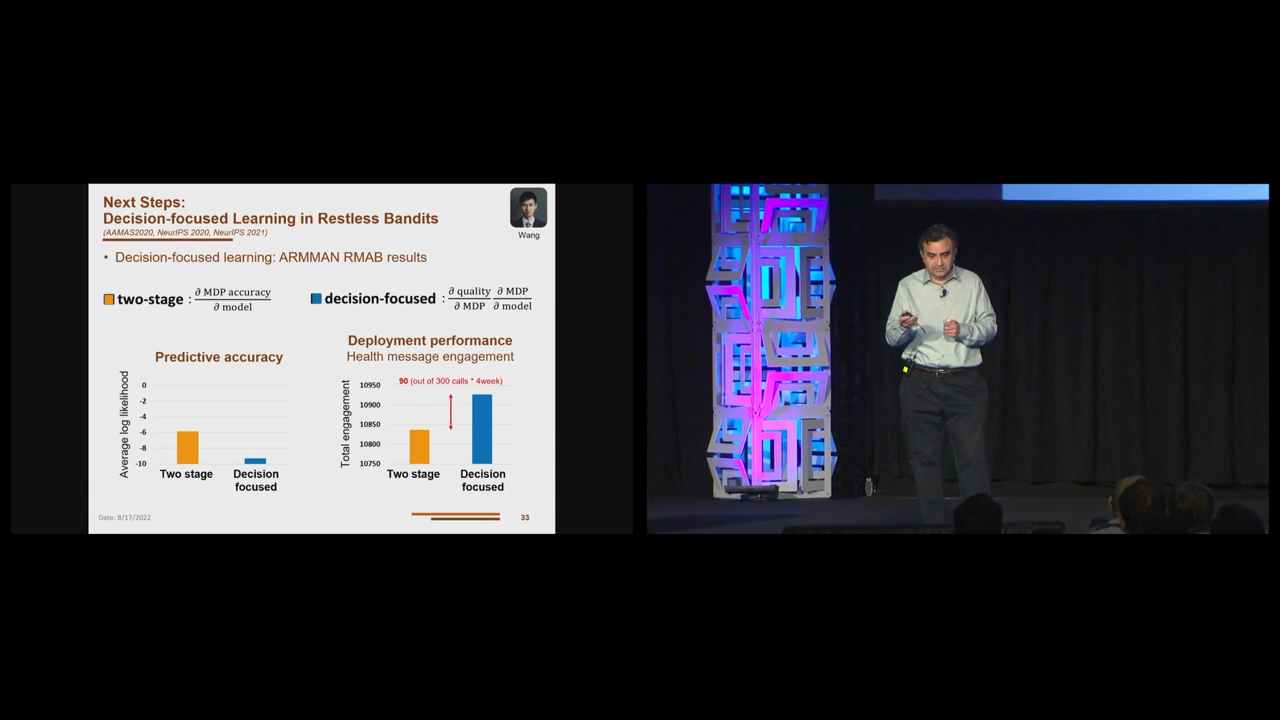 Next Steps:
Decision-focused Learning in Restless Bandits
(AAMAS2020, NeurIPS 2020, NeurIPS 2021)
Wang
• Decision-focused learning: ARMMAN RMAB results
two-stage : ∂ MDP accuracy / ∂ model
decision-focused : ∂ quality / ∂ MDP ∂ MDP / ∂ model
Predictive accuracy
Average log likelihood
0
-2
-4
-6
-8
-10
Two stage
Decision
focused
Deployment performance
Health message engagement
90 (out of 300 calls * 4week)
Total engagement
10950
10900
10850
10800
10750
Two stage
Decision
focused
Date: 8/17/2022
33